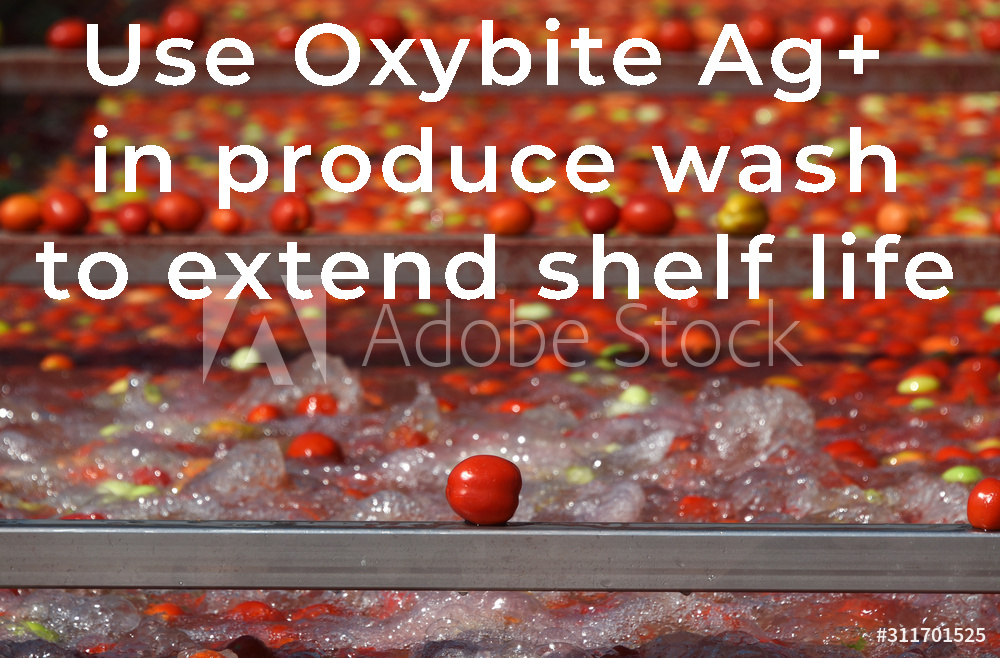 Use Oxybite Ag+
in produce wash
to extend shelf life
Adobe Stock
#311701525